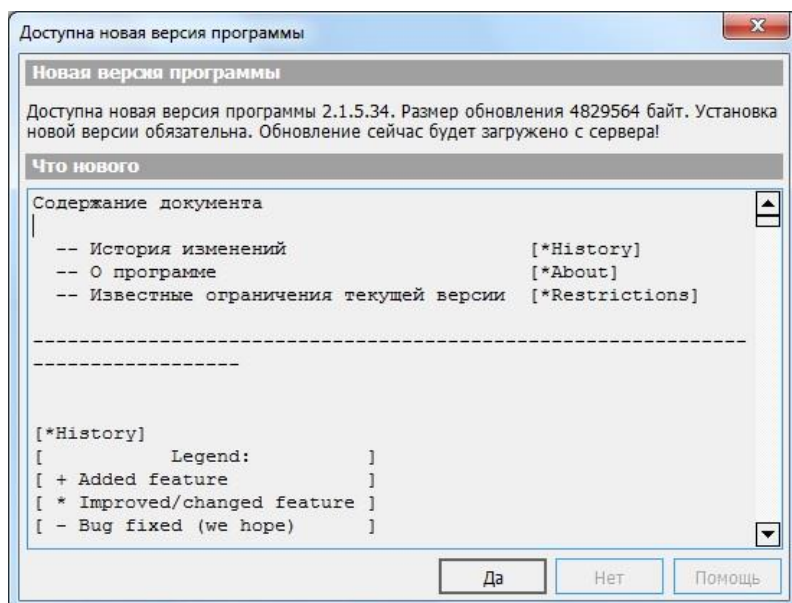 Доступна новая версия программы
Новая версия программы
Доступна новая версия программы 2.1.5.34. Размер обновления 4829564 байт. Установка
новой версии обязательна. Обновление сейчас будет загружено с сервера!
Что нового
Содержание документа
-- История изменений [*History]
-- О программе [*About]
-- Известные ограничения текущей версии [*Restrictions]
--------------------------------------------------------------
------------------
[*History]
[ Legend: ]
[ + Added feature ]
[ * Improved/changed feature ]
[ - Bug fixed (we hope) ]
Да Нет Помощь